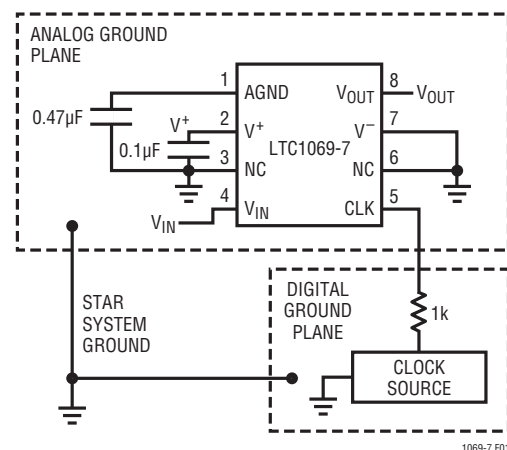 ANALOG GROUND
PLANE
1
AGND
8
VOUT
VOUT
0.47µF
V+
2
V+
7
V−
LTC1069-7
0.1µF
3
NC
6
NC
4
VIN
5
CLK
VIN
DIGITAL
GROUND
PLANE
STAR
SYSTEM
GROUND
1k
CLOCK
SOURCE
1069-7 F01